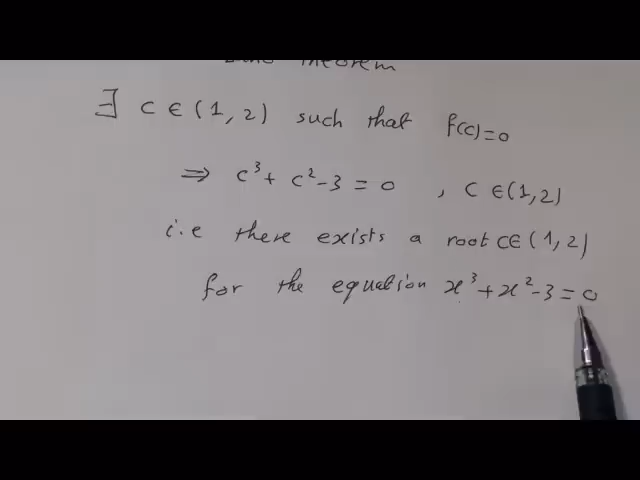 Theorem
∃ c ∈ (1, 2) such that f(c)=0
⇒ c³ + c² - 3 = 0 , c ∈ (1, 2)
i.e there exists a root c∈ (1, 2)
for the equation x³ + x² - 3 = 0